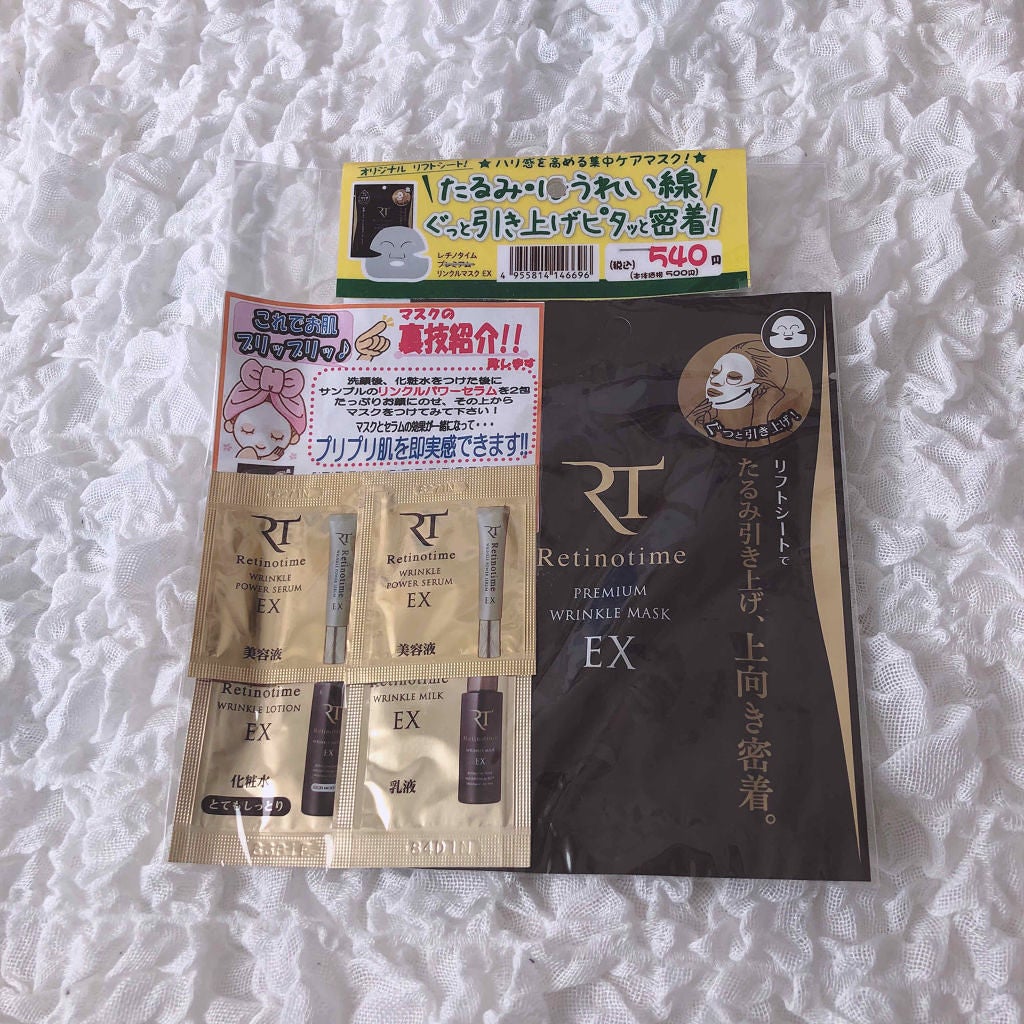 オリジナル リフトシート! ★ハリ感を高める集中ケアマスク!★
たるみ・ほうれい線
ぐっと引き上げピタッと密着!
レチノタイム
プレミアム
リンクルマスク EX
4 955814 146696
(税込) 540円
(本体価格 500円)
これでお肌
プリップリッ♪
マスクの
裏技紹介!!
致します
洗顔後、化粧水をつけた後に
サンプルのリンクルパワーセラムを2包
たっぷりお顔にのせ、その上から
マスクをつけてみて下さい!
マスクとセラムの効果が一緒になって・・・
プリプリ肌を即実感できます!!
RT
Retinotime
WRINKLE
POWER SERUM
EX
美容液
RT
Retinotime
WRINKLE
POWER SERUM
EX
美容液
Retinotime
WRINKLE LOTION
EX
化粧水
とてもしっとり
RT
Retinotime
EX
Retinotime
WRINKLE MILK
EX
乳液
RT
Retinotime
WRINKLE MILK
EX
84D1N
RT
Retinotime
PREMIUM
WRINKLE MASK
EX
ぐっと引き上げ!
リフトシートで
たるみ引き上げ、上向き密着。